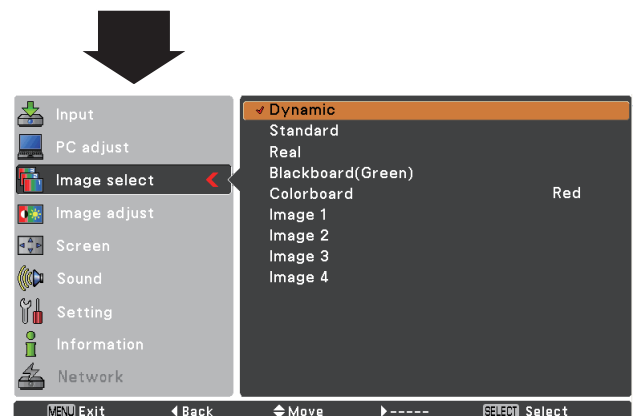 Input
PC adjust
Image select
Image adjust
Screen
Sound
Setting
Information
Network
Dynamic
Standard
Real
Blackboard(Green)
Colorboard Red
Image 1
Image 2
Image 3
Image 4
MENU Exit Back Move ----- SELECT Select